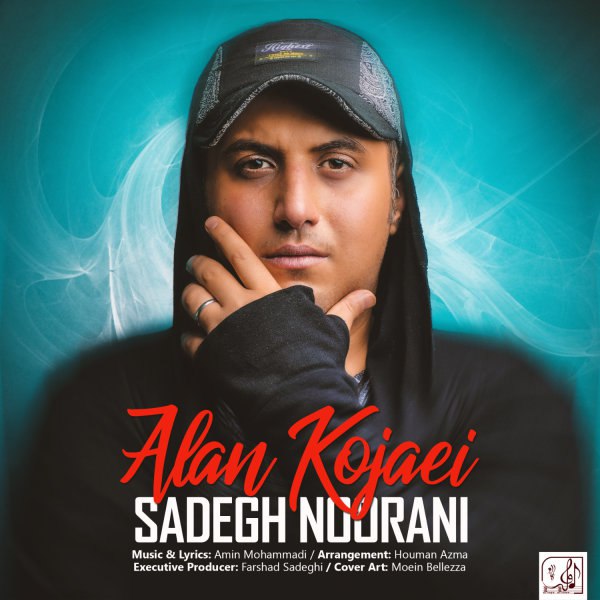 Highest
Alan Kojaei
SADEGH NOORANI
Music & Lyrics: Amin Mohammadi / Arrangement: Houman Azma
Executive Producer: Farshad Sadeghi / Cover Art: Moein Bellezza